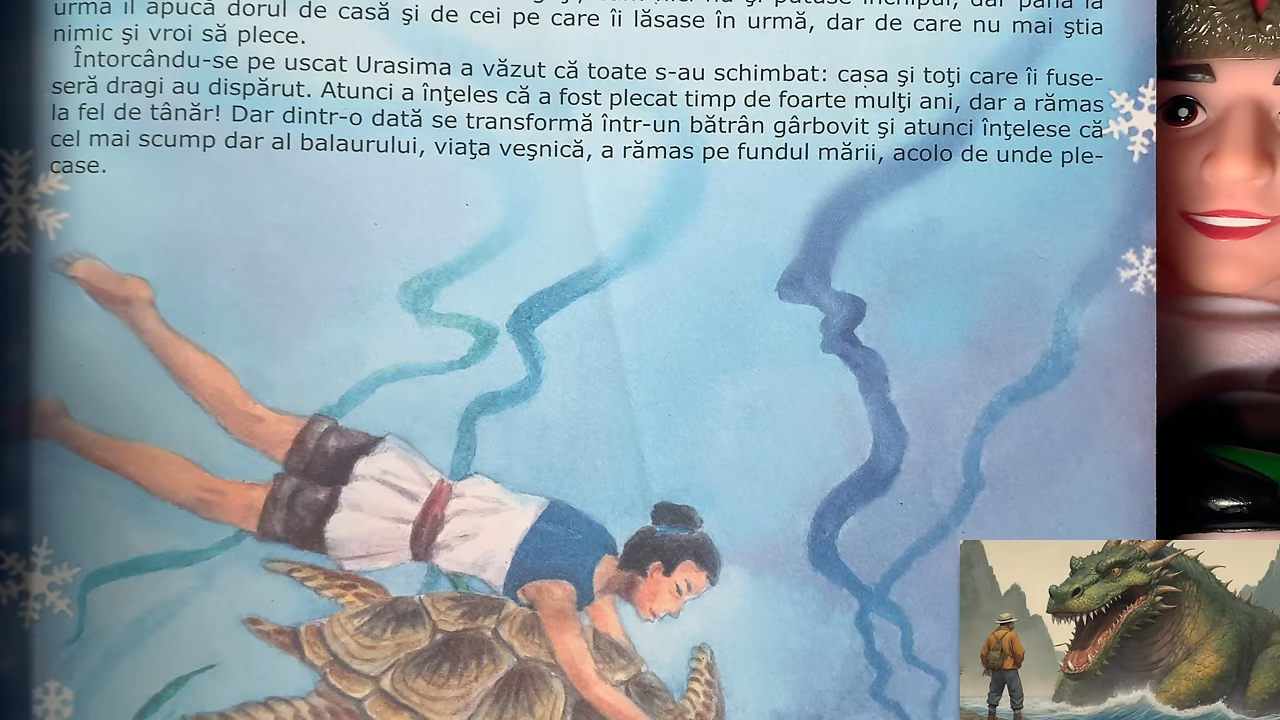 urmă îl apucă dorul de casă şi de cei pe care îi lăsase în urmă, dar de care nu mai ştia
nimic şi vroi să plece.
Întorcându-se pe uscat Urasima a văzut că toate s-au schimbat: casa şi toţi care îi fuse-
seră dragi au dispărut. Atunci a înţeles că a fost plecat timp de foarte mulţi ani, dar a rămas
la fel de tânăr! Dar dintr-o dată se transformă într-un bătrân gârbovit şi atunci înţelese că
cel mai scump dar al balaurului, viaţa veşnică, a rămas pe fundul mării, acolo de unde ple-
case.